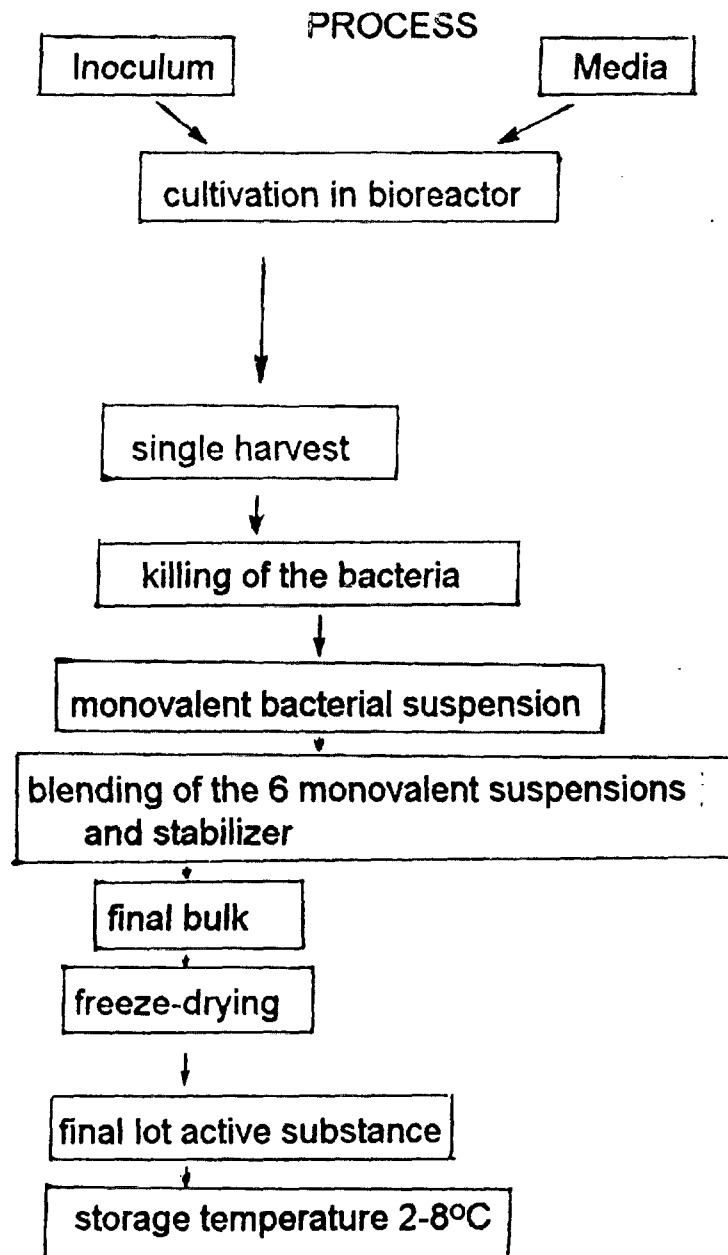 PROCESS
Inoculum
Media
cultivation in bioreactor
single harvest
killing of the bacteria
monovalent bacterial suspension
blending of the 6 monovalent suspensions
and stabilizer
final bulk
freeze-drying
final lot active substance
storage temperature 2-8ºC